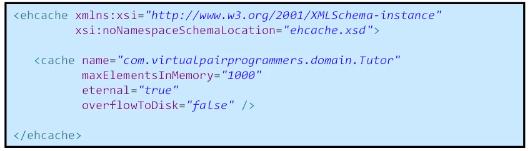 <ehcache xmlns:xsi="http://www.w3.org/2001/XMLSchema-instance"
xsi:noNamespaceSchemaLocation="ehcache.xsd">
<cache name="com.virtualpairprogrammers.domain.Tutor"
maxElementsInMemory="1000"
eternal="true"
overflowToDisk="false" />
</ehcache>